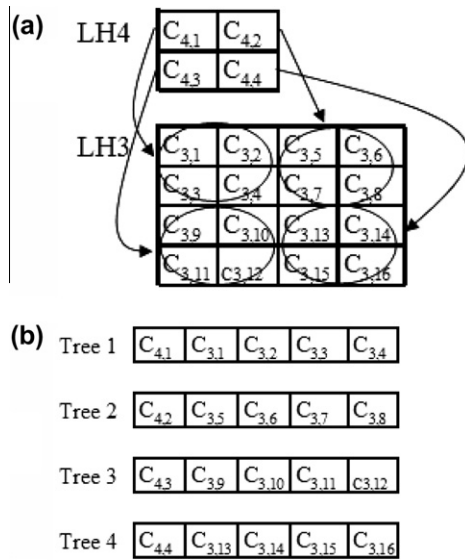 (a)
LH4
C4,1 C4,2
C4,3 C4,4
LH3
C3,1 C3,2 C3,5 C3,6
C3,3 C3,4 C3,7 C3,8
C3,9 C3,10 C3,13 C3,14
C3,11 C3,12 C3,15 C3,16
(b)
Tree 1 C4,1 C3,1 C3,2 C3,3 C3,4
Tree 2 C4,2 C3,5 C3,6 C3,7 C3,8
Tree 3 C4,3 C3,9 C3,10 C3,11 C3,12
Tree 4 C4,4 C3,13 C3,14 C3,15 C3,16